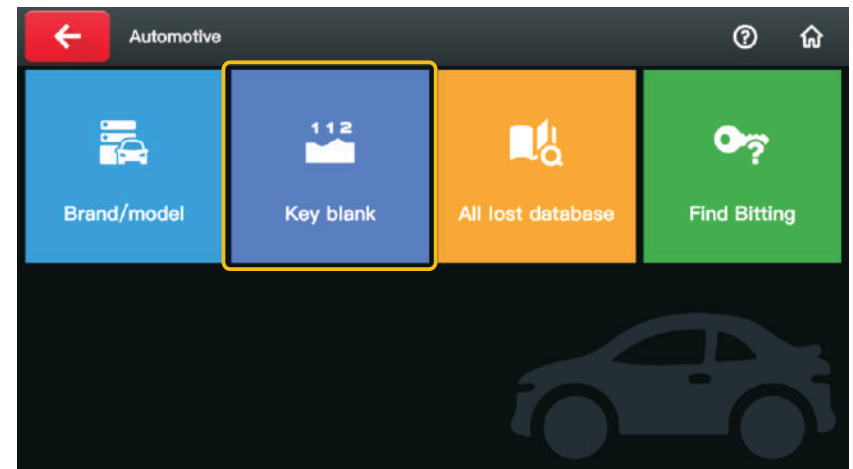 Automotive
112
Brand/model
Key blank
All lost database
Find Bitting